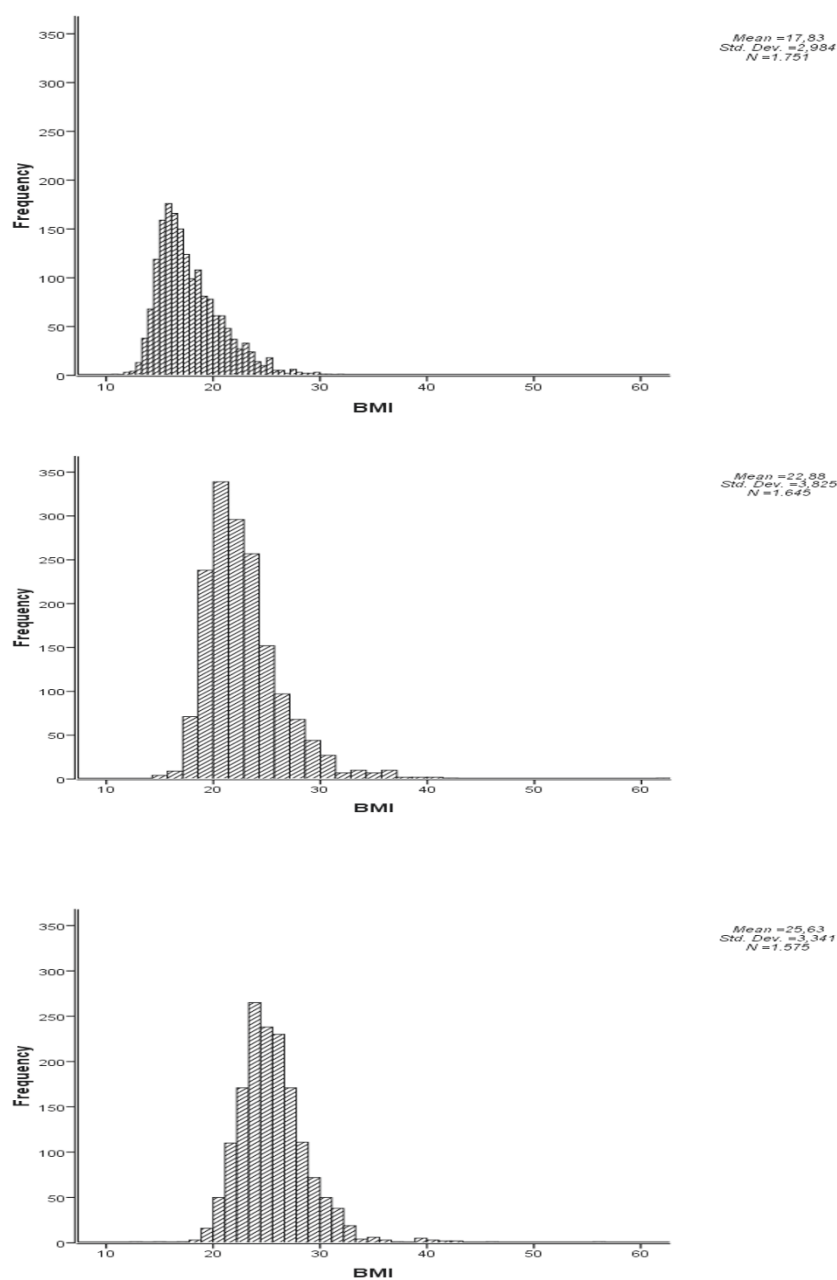 Mean =17,83
Std. Dev. =2,984
N =1.751
350
300
250
200
150
100
50
0
Frequency
10 20 30 40 50 60
BMI
Mean =22,88
Std. Dev. =3,825
N =1.645
350
300
250
200
150
100
50
0
Frequency
10 20 30 40 50 60
BMI
Mean =25,63
Std. Dev. =3,341
N =1.575
350
300
250
200
150
100
50
0
Frequency
10 20 30 40 50 60
BMI